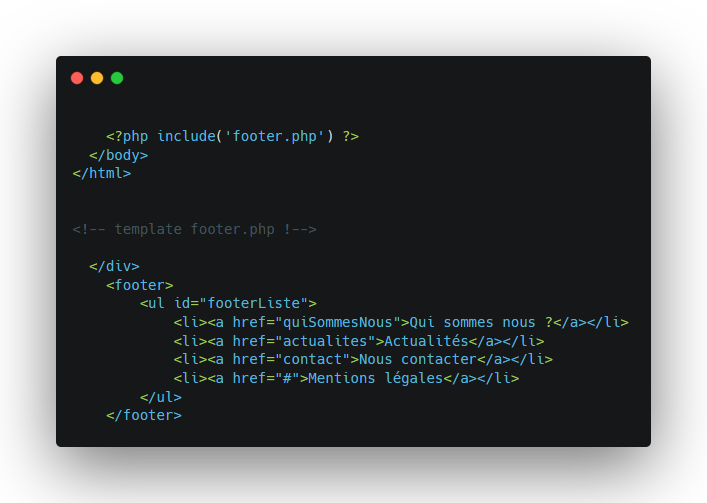 <?php include('footer.php') ?>
</body>
</html>
<!-- template footer.php !-->
</div>
<footer>
<ul id="footerListe">
<li><a href="quiSommesNous">Qui sommes nous ?</a></li>
<li><a href="actualites">Actualités</a></li>
<li><a href="contact">Nous contacter</a></li>
<li><a href="#">Mentions légales</a></li>
</ul>
</footer>